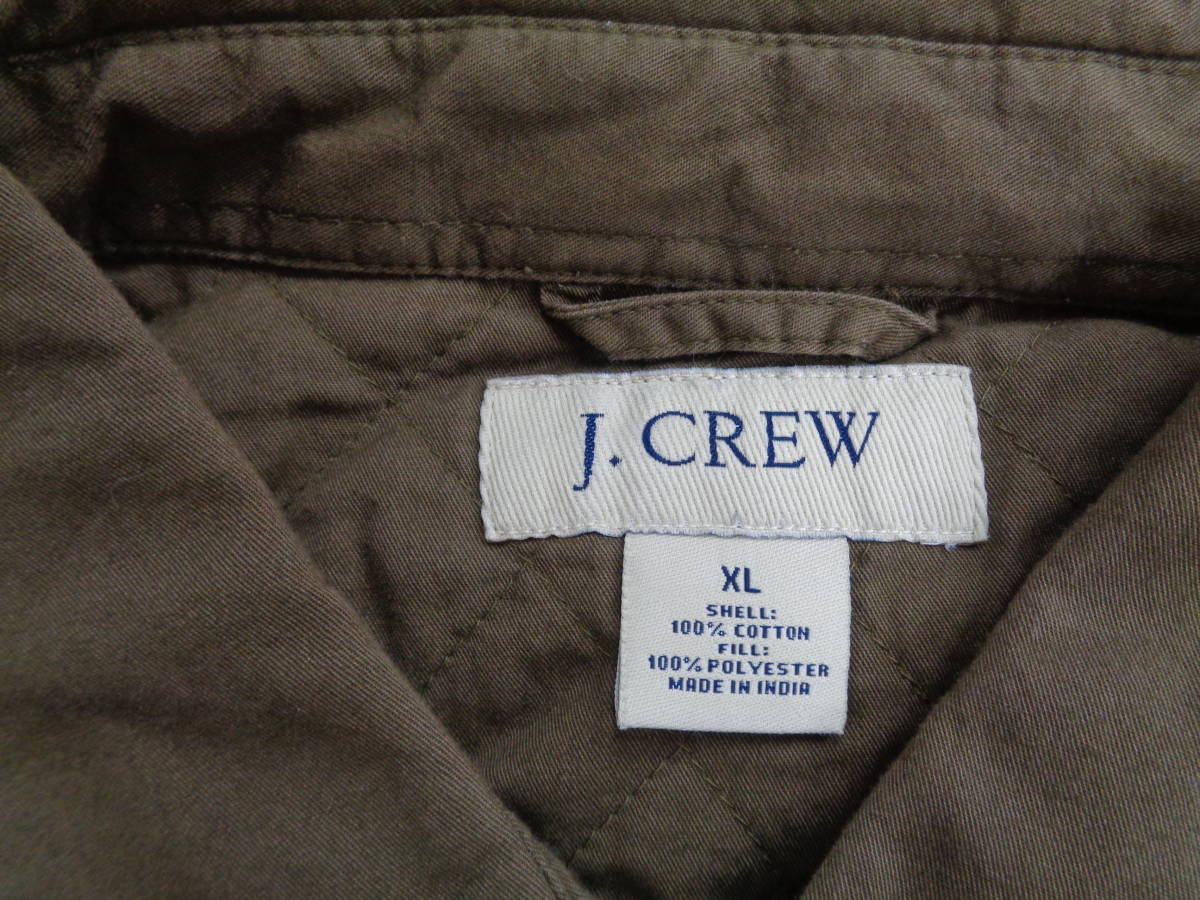 J. CREW
XL
SHELL:
100% COTTON
FILL:
100% POLYESTER
MADE IN INDIA